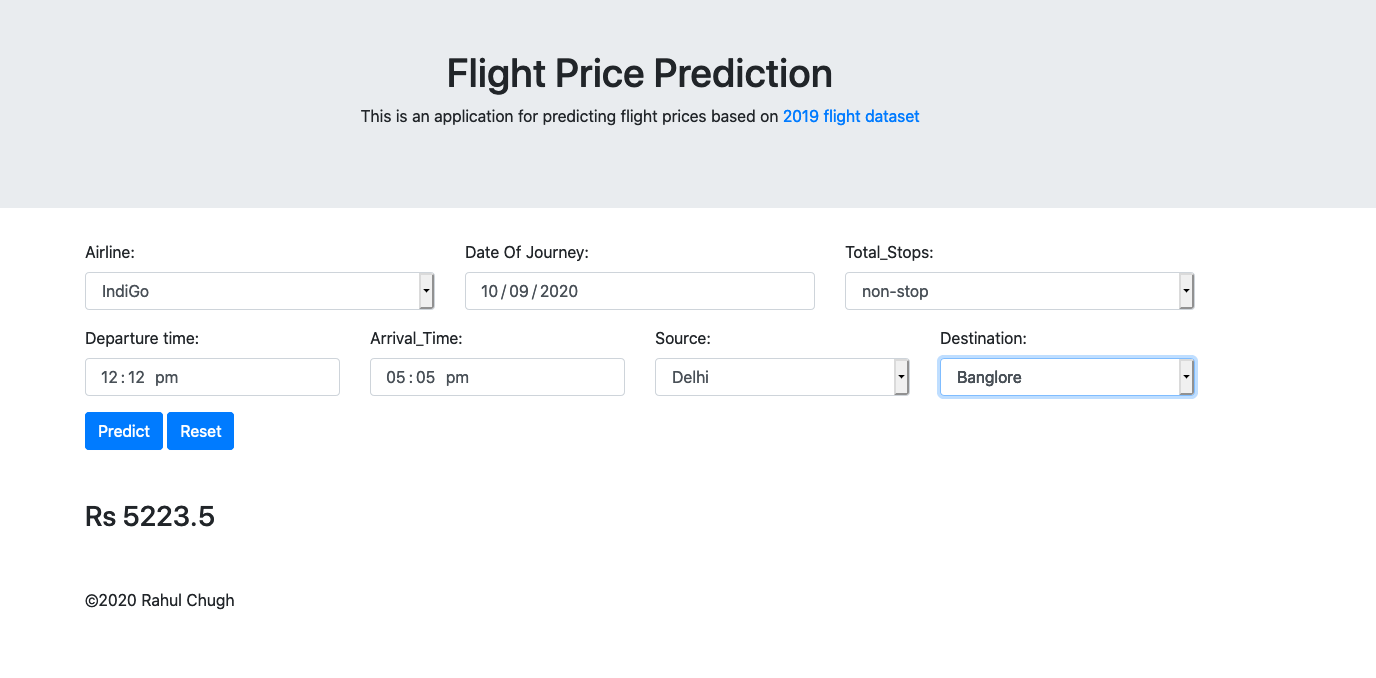 Flight Price Prediction
This is an application for predicting flight prices based on 2019 flight dataset
Airline: Date Of Journey: Total_Stops:
IndiGo 10/09/2020 non-stop
Departure time: Arrival_Time: Source: Destination:
12:12 pm 05:05 pm Delhi Banglore
Predict Reset
Rs 5223.5
©2020 Rahul Chugh